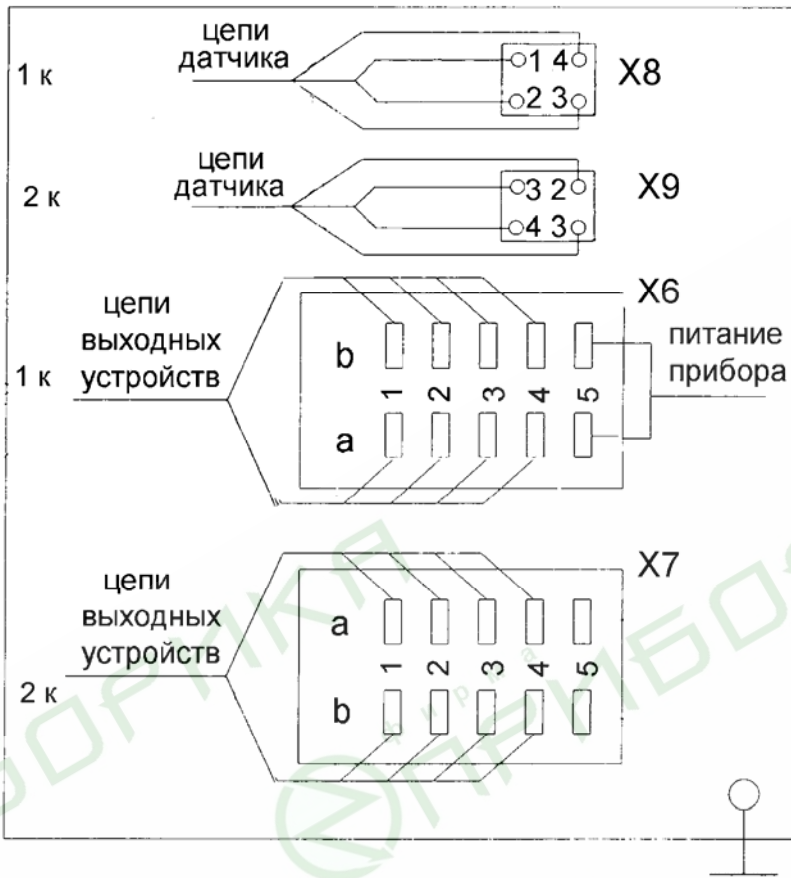 цепи
датчика
1 к
1 4
2 3
X8
цепи
датчика
2 к
3 2
4 3
X9
X6
цепи
выходных
устройств
1 к
b
1 2 3 4 5
a
питание
прибора
X7
цепи
выходных
устройств
2 к
a
1 2 3 4 5
b
фирма
ПРИБОР